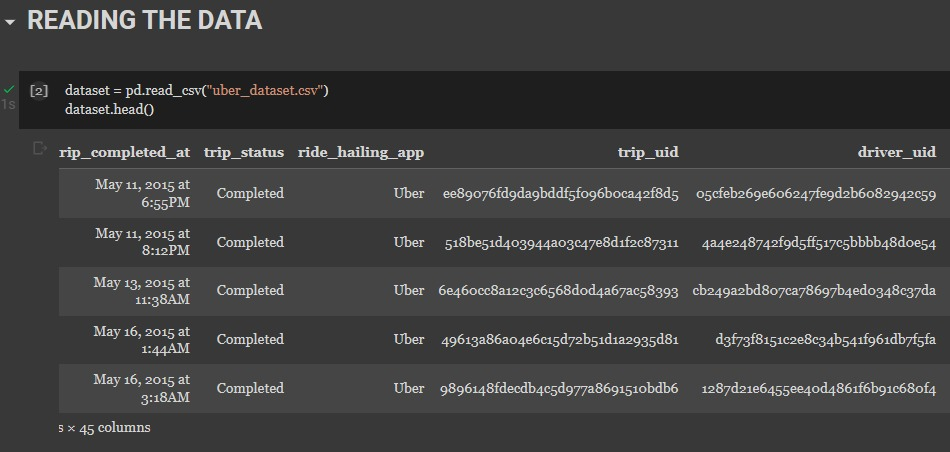 READING THE DATA
[2] dataset = pd.read_csv("uber_dataset.csv")
1s
dataset.head()
rip_completed_at trip_status ride_hailing_app trip_uid driver_uid
May 11, 2015 at
6:55PM Completed Uber ee89076fd9da9bddf5f096b0ca42f8d5 05cfeb269e606247fe9d2b6082942c59
May 11, 2015 at
8:12PM Completed Uber 518be51d403944a03c47e8d1f2c87311 4a4e248742f9d5ff517c5bbbb48d0e54
May 13, 2015 at
11:38AM Completed Uber 6e460cc8a12c3c6568d0d4a67ac58393 cb249a2bd807ca78697b4ed0348c37da
May 16, 2015 at
1:44AM Completed Uber 49613a86a04e6c15d72b51d1a2935d81 d3f73f8151c2e8c34b541f961db7f5fa
May 16, 2015 at
3:18AM Completed Uber 9896148fdecdb4c5d977a8691510bdb6 1287d21e6455ee40d4861f6b91c680f4
s × 45 columns